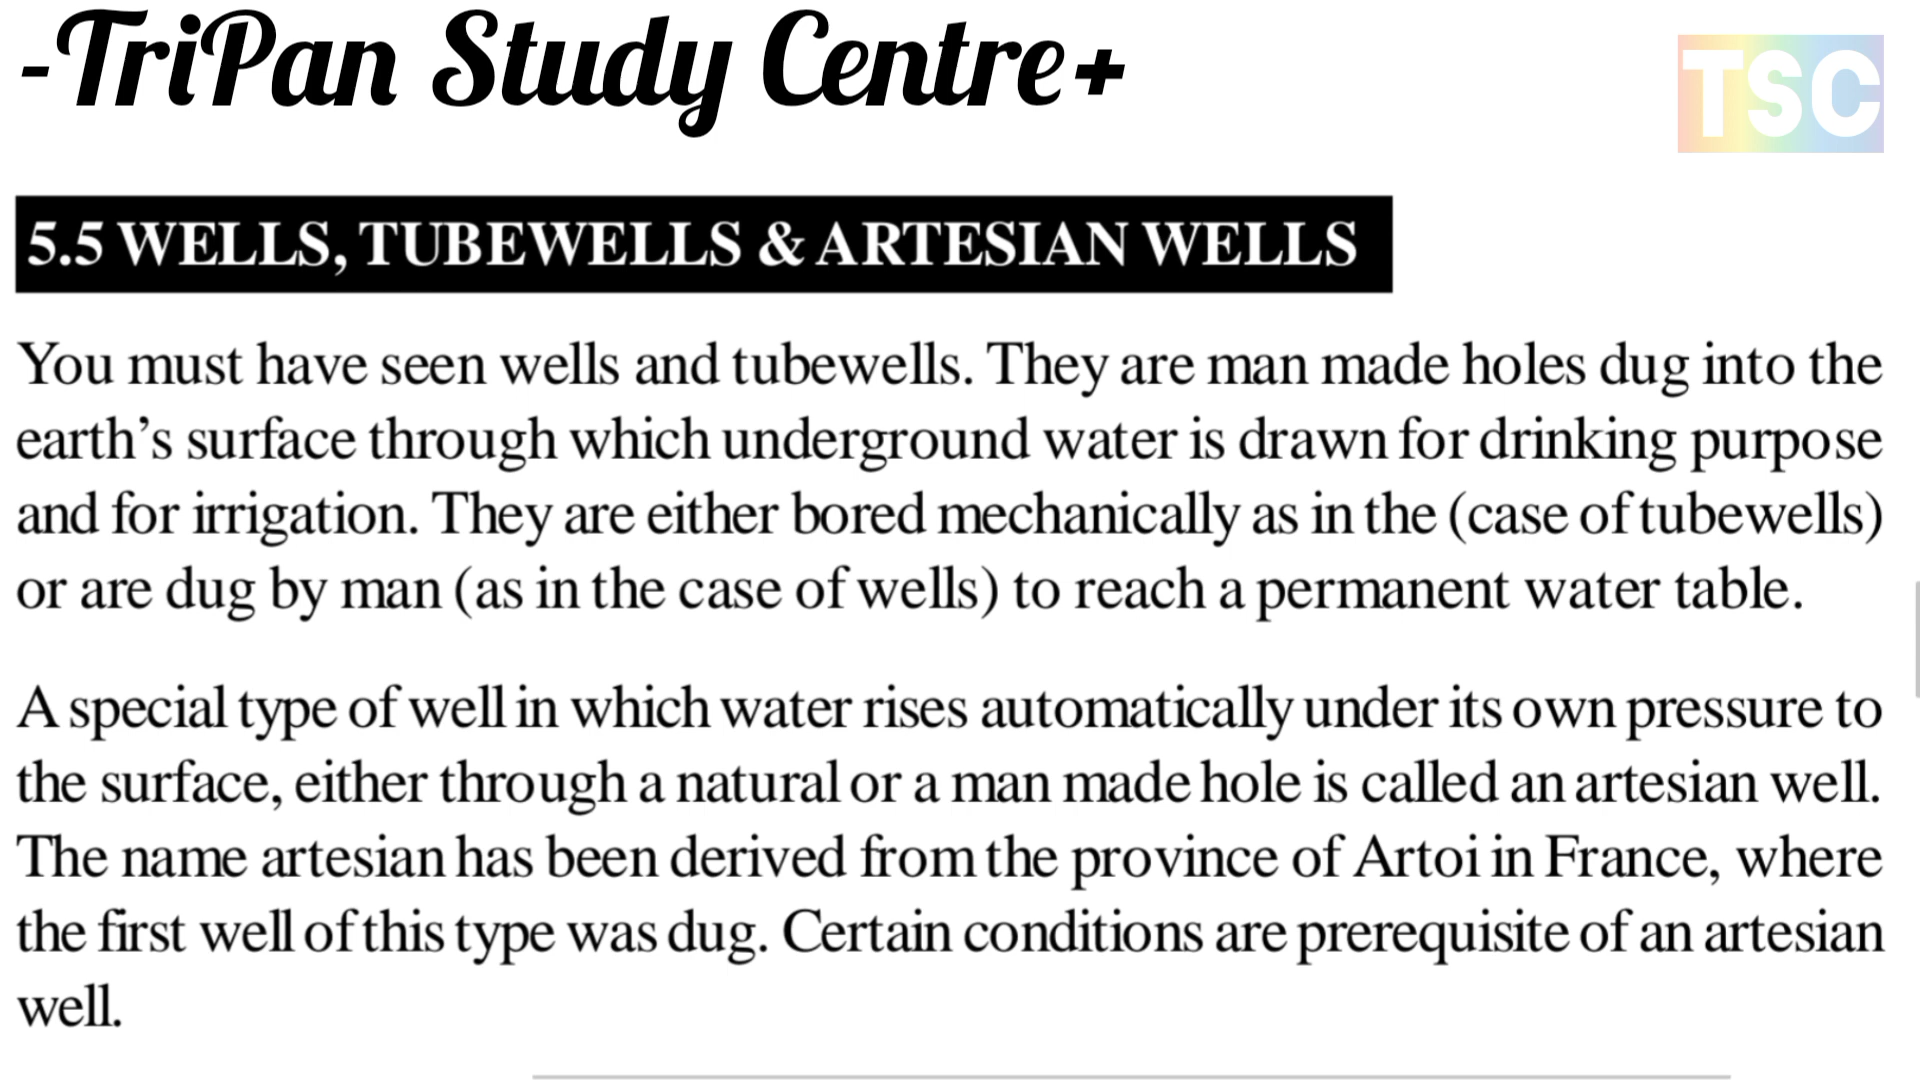 -TriPan Study Centre+
TSC
5.5 WELLS, TUBEWELLS & ARTESIAN WELLS
You must have seen wells and tubewells. They are man made holes dug into the
earth’s surface through which underground water is drawn for drinking purpose
and for irrigation. They are either bored mechanically as in the (case of tubewells)
or are dug by man (as in the case of wells) to reach a permanent water table.
A special type of well in which water rises automatically under its own pressure to
the surface, either through a natural or a man made hole is called an artesian well.
The name artesian has been derived from the province of Artoi in France, where
the first well of this type was dug. Certain conditions are prerequisite of an artesian
well.